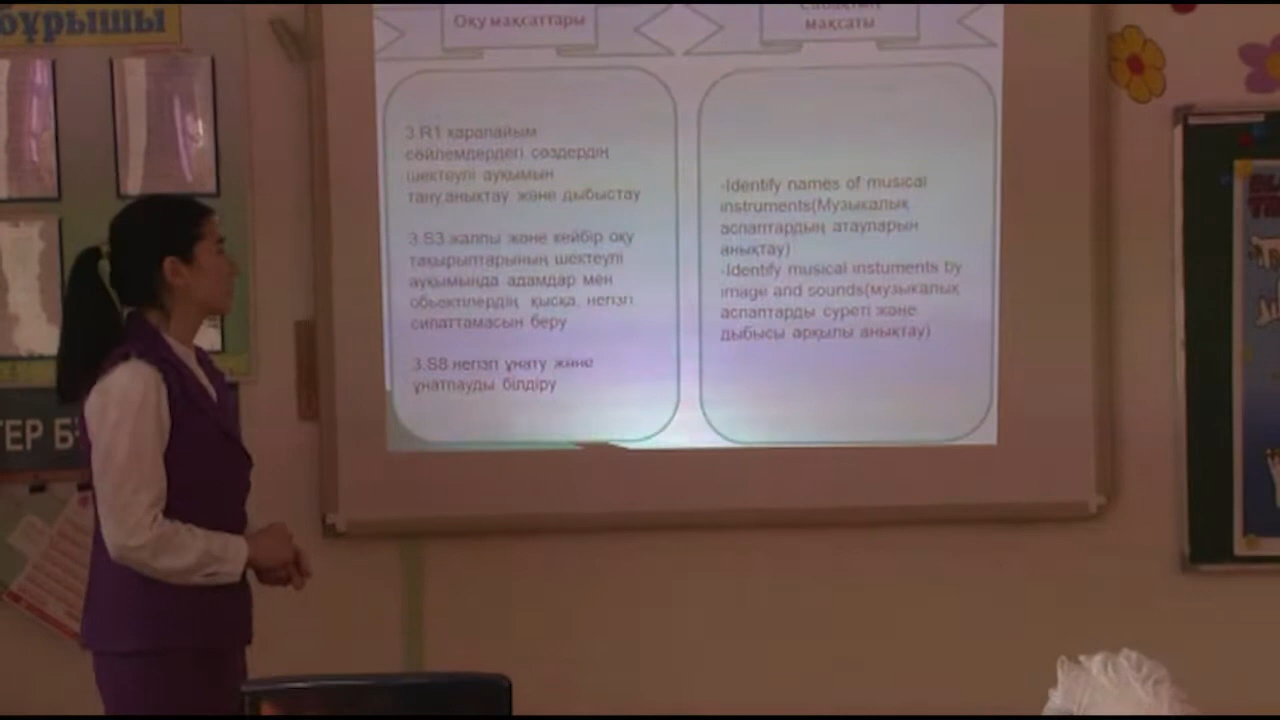 бұрышы
Оқу мақсаттары
Сабақтың
мақсаты
3.R1 қарапайым
сөйлемдердегі сөздердің
шектеулі ауқымын
тану,анықтау және дыбыстау
3.S3 жалпы және кейбір оқу
тақырыптарының шектеулі
ауқымында адамдар мен
обьектілердің қысқа, негізгі
сипаттамасын беру
3.S8 негізгі ұнату және
ұнатпауды білдіру
-Identify names of musical
instruments(Музыкалық
аспаптардың атауларын
анықтау)
-Identify musical instuments by
image and sounds(музыкалық
аспаптарды суреті және
дыбысы арқылы анықтау)
ТЕР